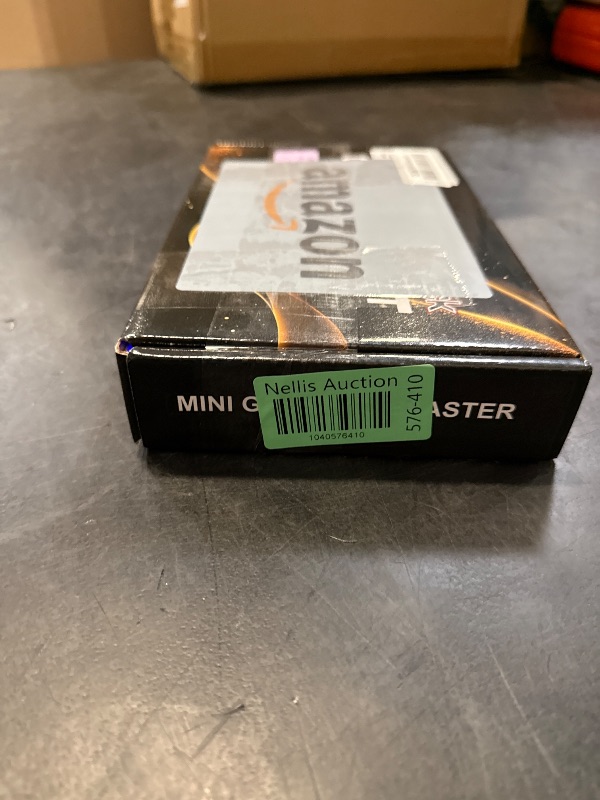 amazon
MINI G
ASTER
Nellis Auction
1040576410
576-410